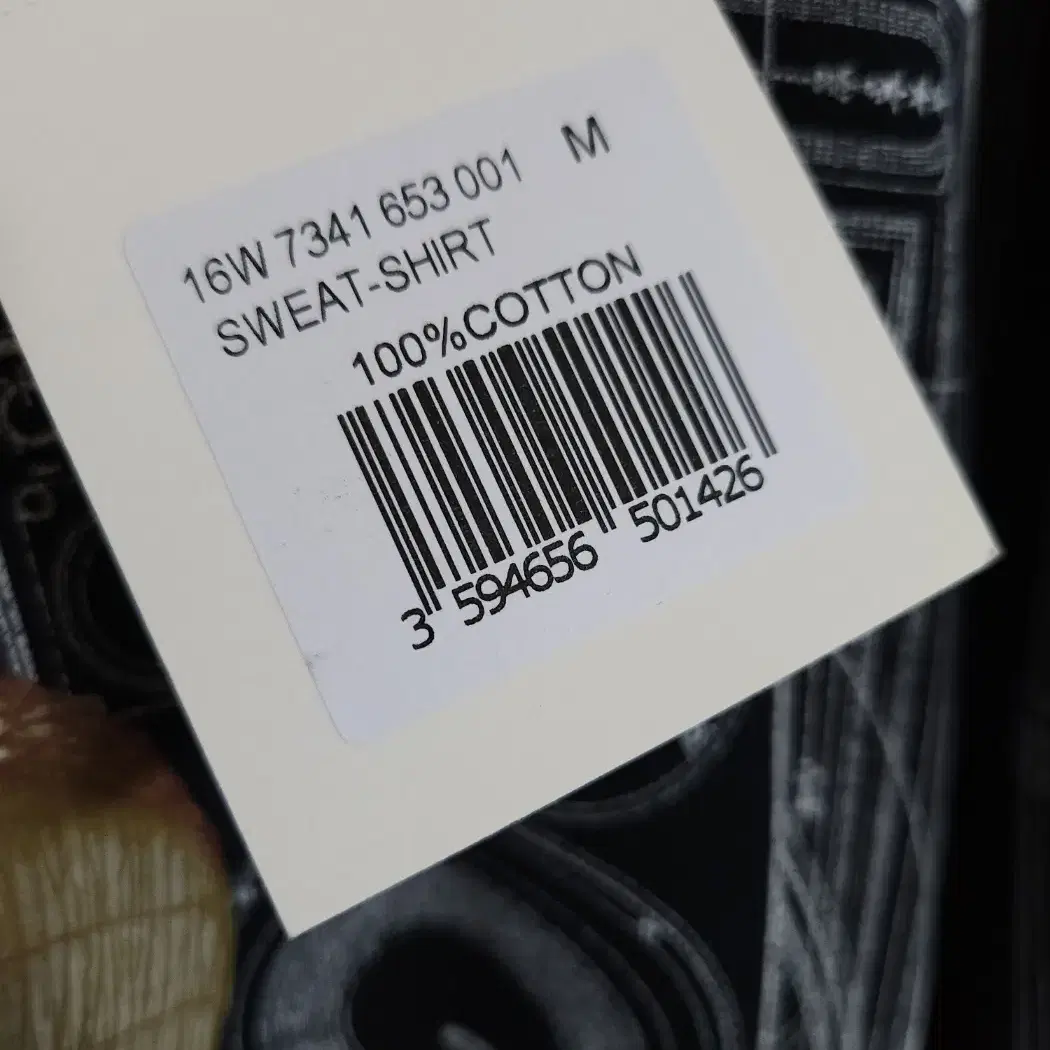 16W 7341 653 001 M
SWEAT-SHIRT
100%COTTON
3 594656 501426